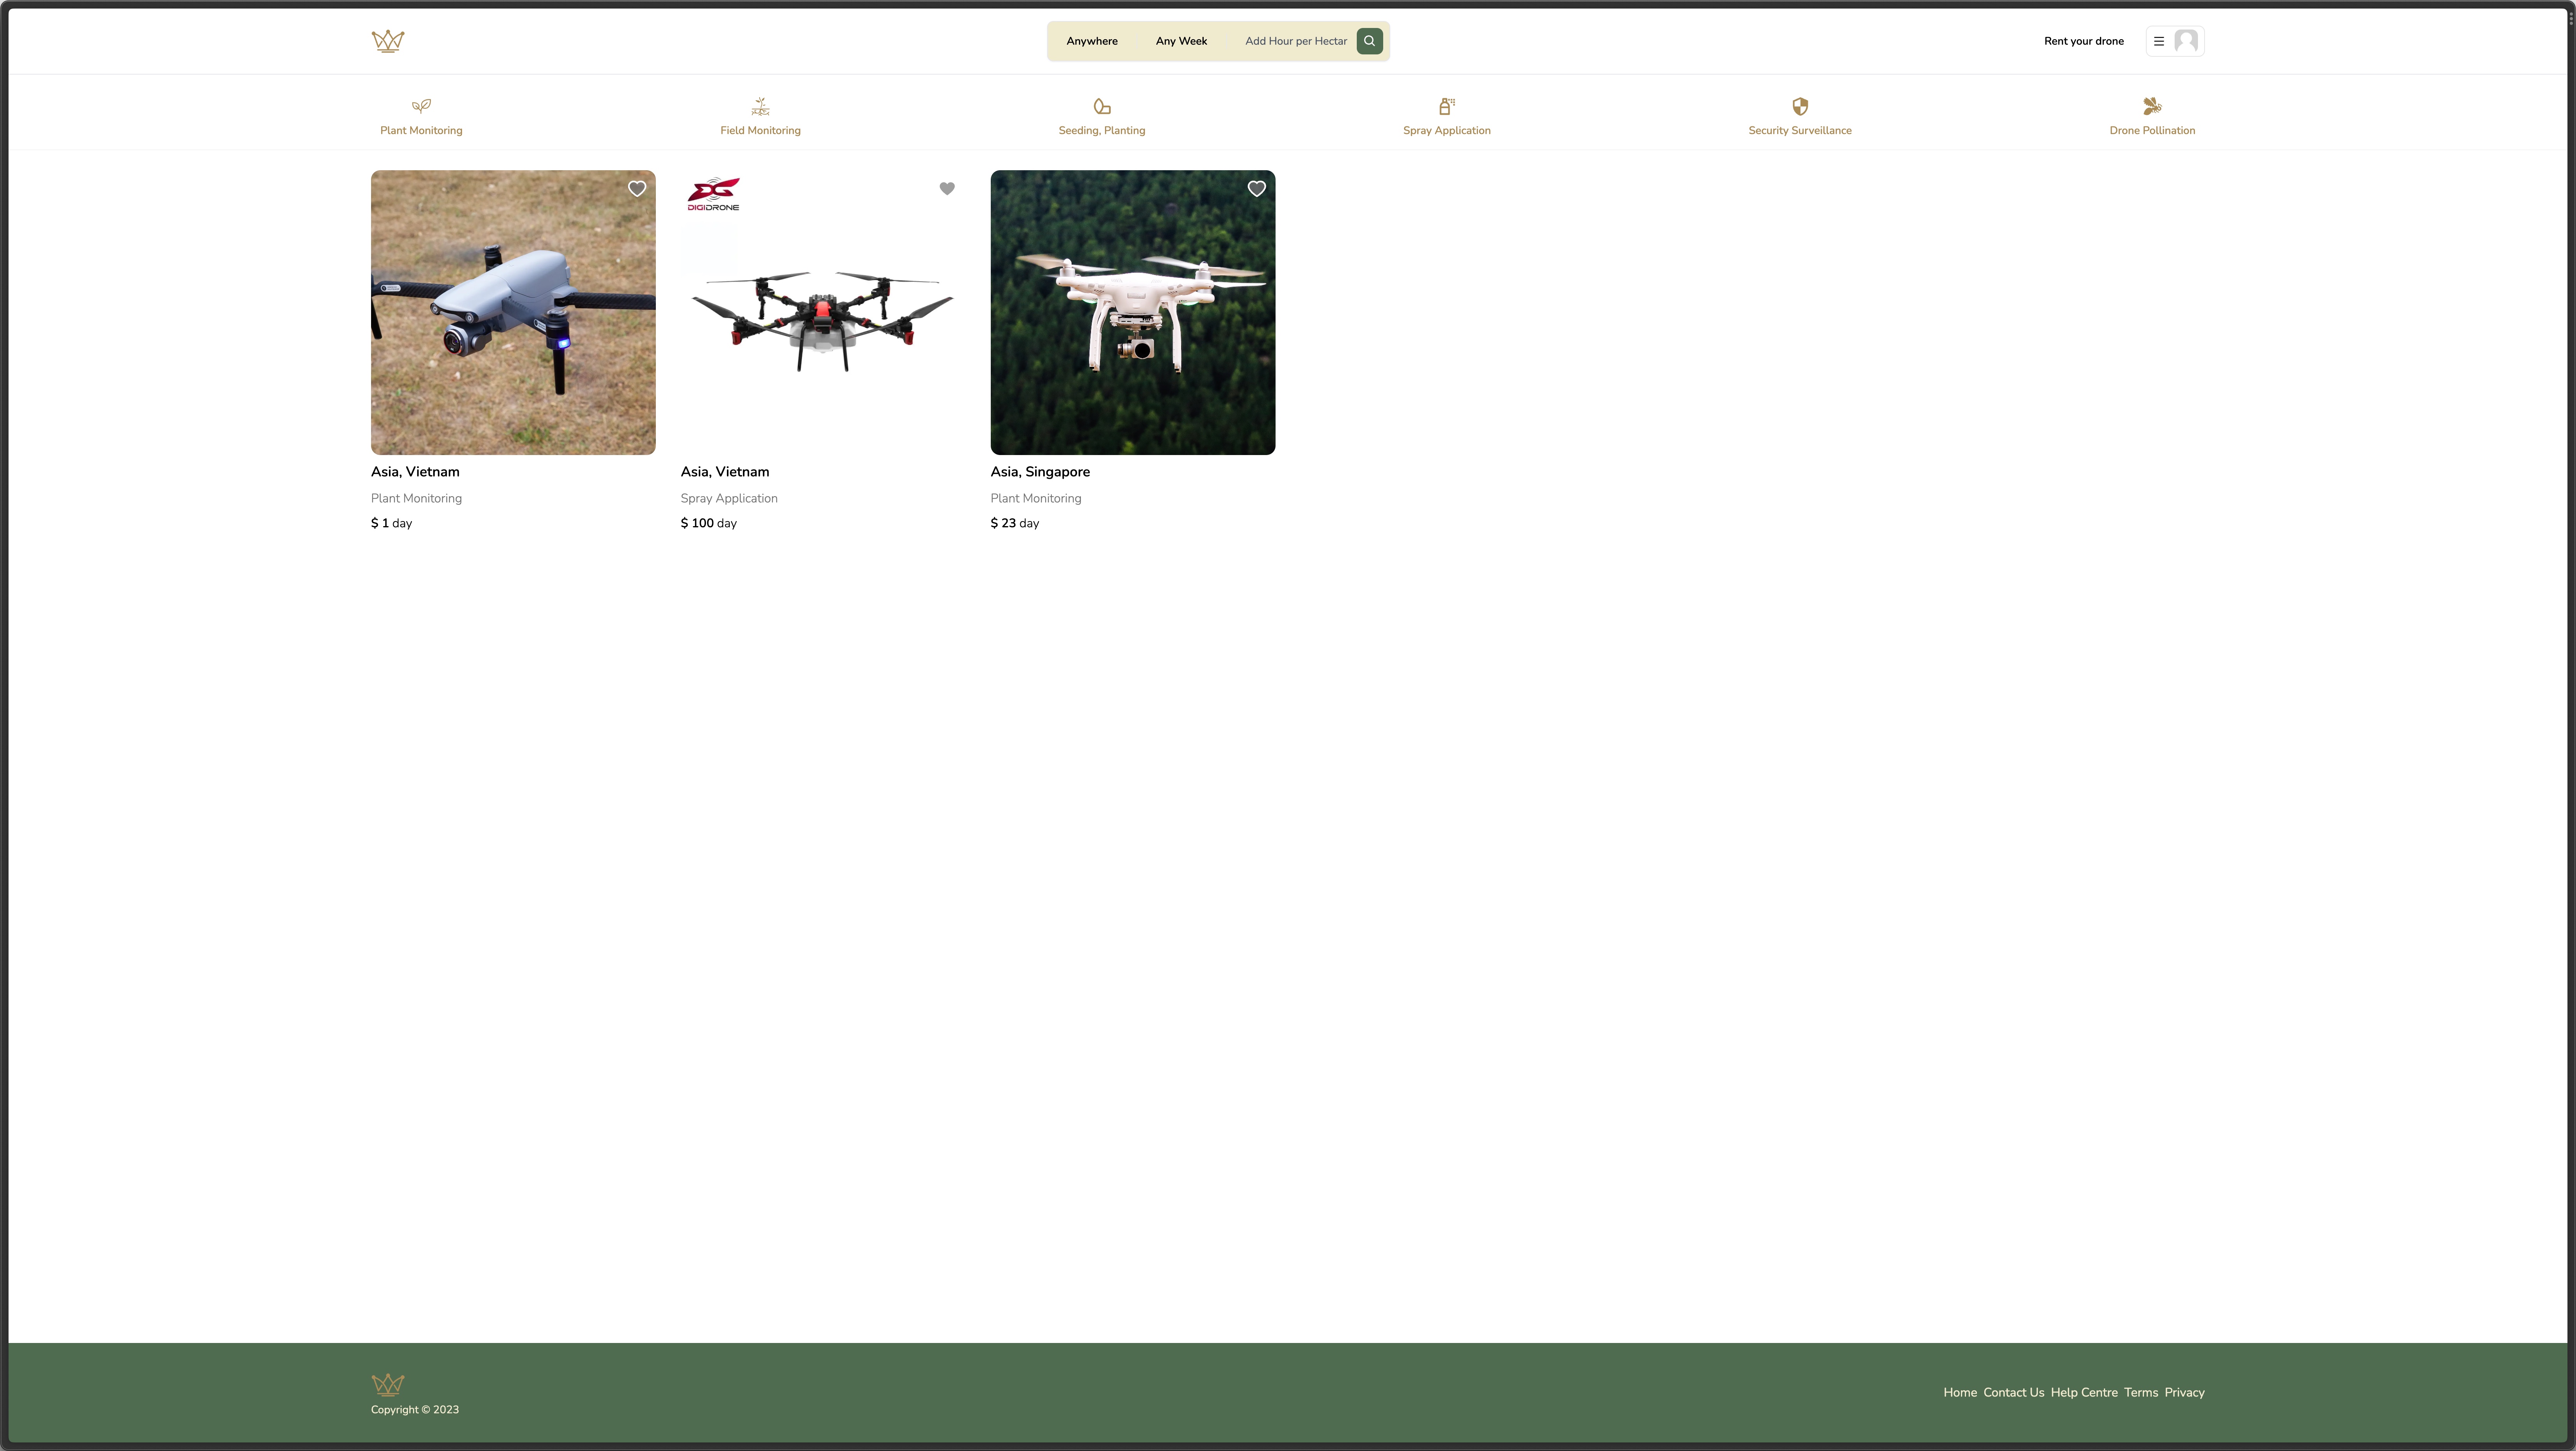 Anywhere Any Week Add Hour per Hectar
Rent your drone
Plant Monitoring
Field Monitoring
Seeding, Planting
Spray Application
Security Surveillance
Drone Pollination
DIGIDRONE
Asia, Vietnam
Plant Monitoring
$ 1 day
Asia, Vietnam
Spray Application
$ 100 day
Asia, Singapore
Plant Monitoring
$ 23 day
Copyright © 2023
Home Contact Us Help Centre Terms Privacy